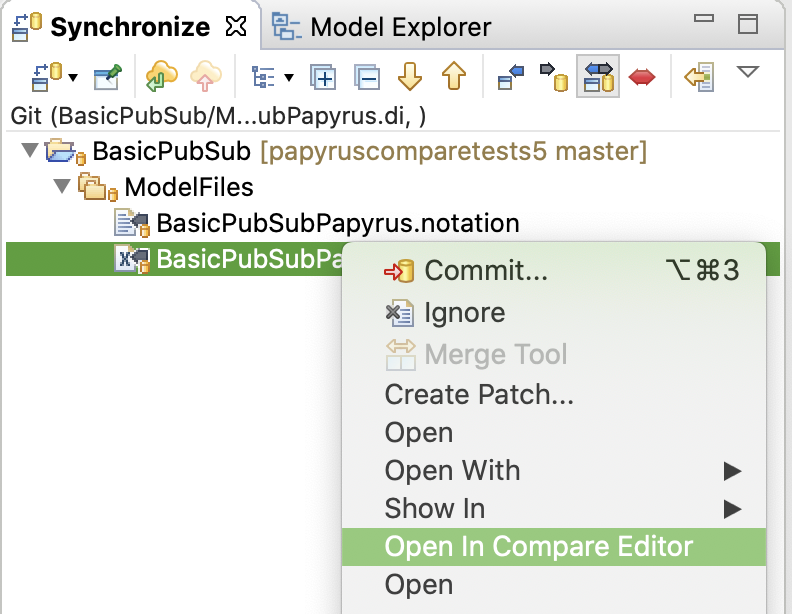 Synchronize Model Explorer
Git (BasicPubSub/M...ubPapyrus.di, )
BasicPubSub [papyruscomparetests5 master]
ModelFiles
BasicPubSubPapyrus.notation
BasicPubSubPa
Commit... ⌥⌘3
Ignore
Merge Tool
Create Patch...
Open
Open With
Show In
Open In Compare Editor
Open